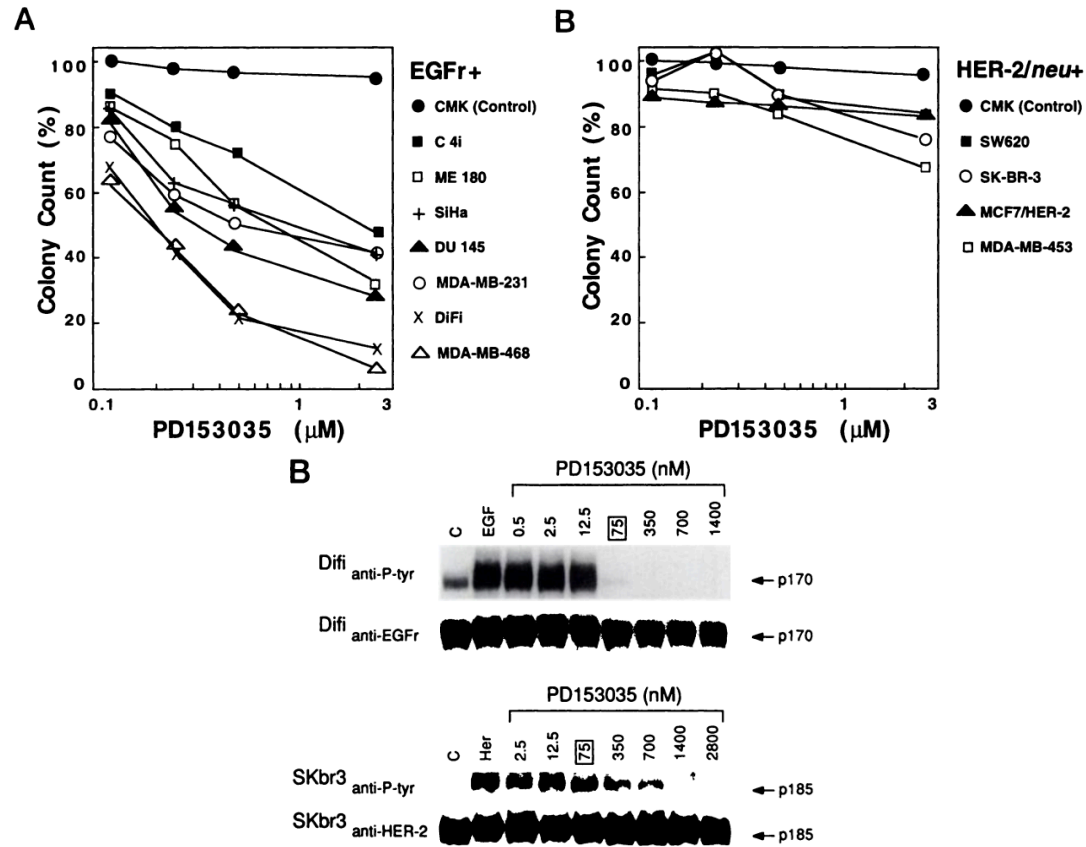 A
Colony Count (%)
100
80
60
40
20
0
0.1
1
3
PD153035 (μM)
EGFr+
CMK (Control)
C 4i
ME 180
SiHa
DU 145
MDA-MB-231
DiFi
MDA-MB-468
B
Colony Count (%)
100
80
60
40
20
0
0.1
1
3
PD153035 (μM)
HER-2/neu+
CMK (Control)
SW620
SK-BR-3
MCF7/HER-2
MDA-MB-453
B
PD153035 (nM)
C EGF 0.5 2.5 12.5 75 350 700 1400
Difi anti-P-tyr p170
Difi anti-EGFr p170
PD153035 (nM)
C Her 2.5 12.5 75 350 700 1400 2800
SKbr3 anti-P-tyr p185
SKbr3 anti-HER-2 p185